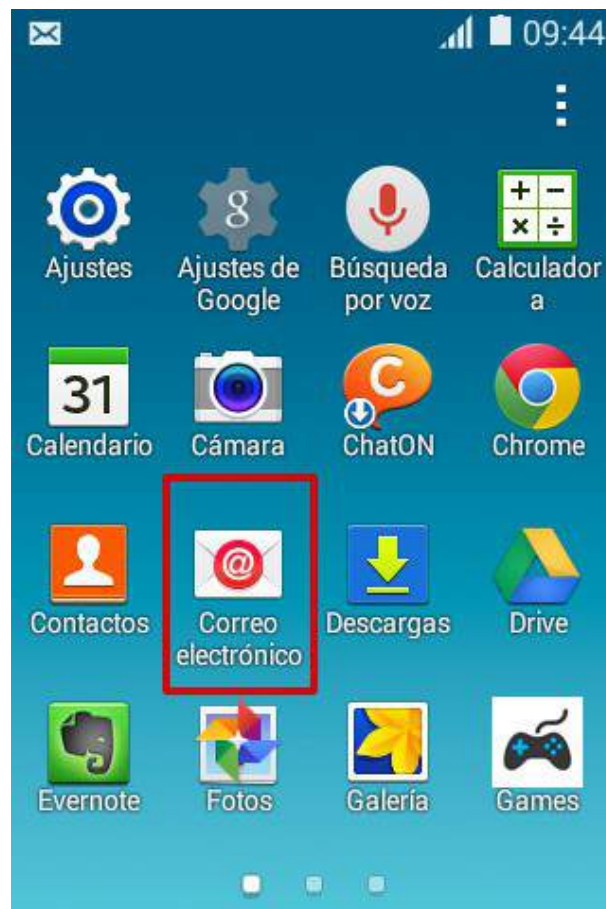 09:44
g
+ −
× ÷
Ajustes
Ajustes de
Google
Búsqueda
por voz
Calculador
a
31
C
Calendario
Cámara
ChatON
Chrome
@
Contactos
Correo
electrónico
Descargas
Drive
Evernote
Fotos
Galería
Games